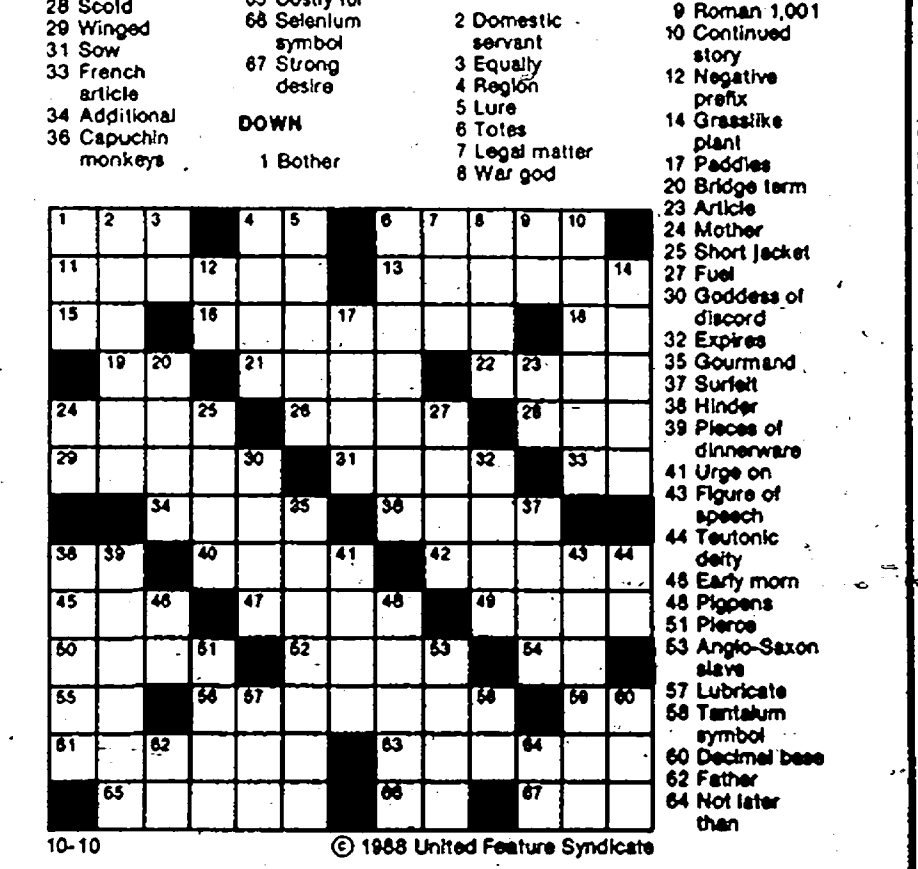 28 Scold
29 Winged
31 Sow
33 French
article
34 Additional
36 Capuchin
monkeys
66 Selenium
symbol
67 Strong
desire
DOWN
1 Bother
2 Domestic
servant
3 Equally
4 Region
5 Lure
6 Totes
7 Legal matter
8 War god
9 Roman 1,001
10 Continued
story
12 Negative
prefix
14 Grasslike
plant
17 Paddles
20 Bridge term
23 Article
24 Mother
25 Short jacket
27 Fuel
30 Goddess of
discord
32 Expires
35 Gourmand
37 Surfeit
38 Hinder
39 Pieces of
dinnerware
41 Urge on
43 Figure of
speech
44 Teutonic
deity
46 Early morn
48 Pigpens
51 Pierce
53 Anglo-Saxon
slave
57 Lubricate
58 Tantalum
symbol
60 Decimal base
62 Father
64 Not later
than
1 2 3 4 5 6 7 8 9 10
11 12 13 14
15 16 17 18
19 20 21 22 23
24 25 26 27 28
29 30 31 32 33
34 35 36 37
38 39 40 41 42 43 44
45 46 47 48 49
50 51 52 53 54
55 56 57 58 59 60
61 62 63 64
65 66 67
10-10
© 1988 United Feature Syndicate